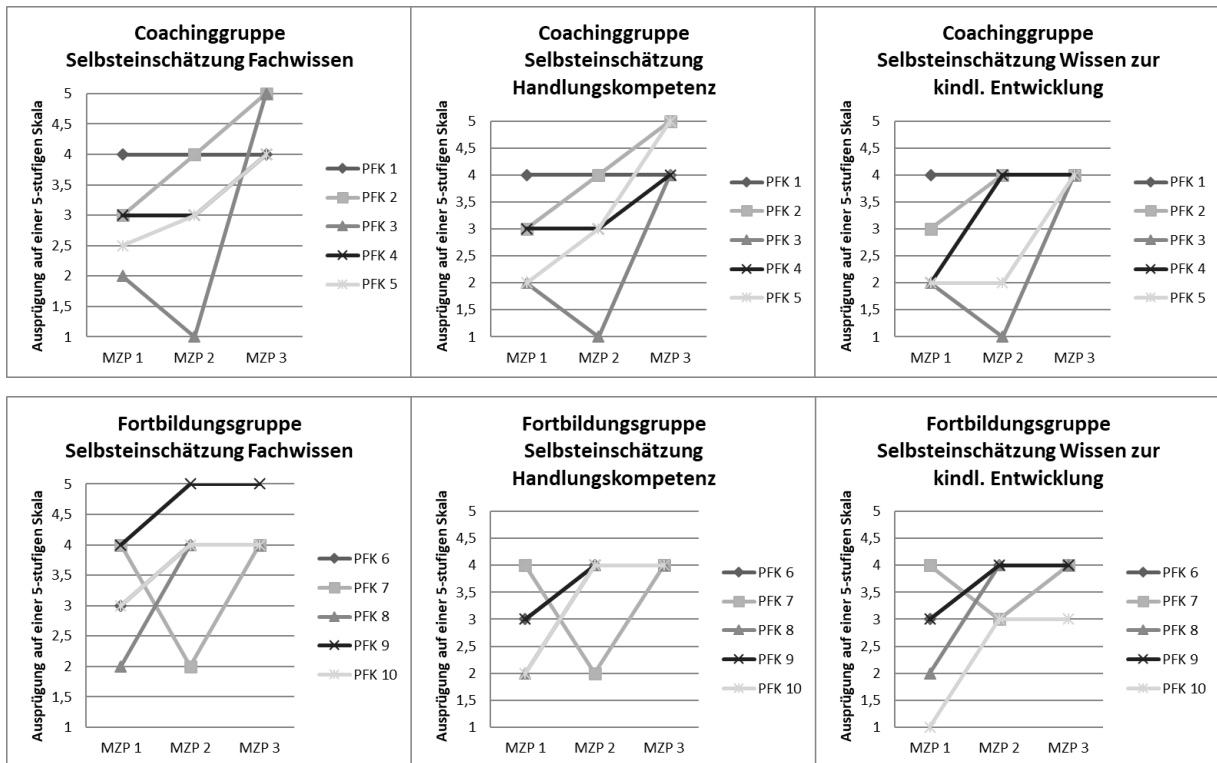 Coachinggruppe
Selbsteinschätzung Fachwissen
Ausprügung auf einer 5-stufigen Skala
5
4,5
4
3,5
3
2,5
2
1,5
1
MZP 1 MZP 2 MZP 3
PFK 1
PFK 2
PFK 3
PFK 4
PFK 5
Coachinggruppe
Selbsteinschätzung
Handlungskompetenz
Ausprügung auf einer 5-stufigen Skala
5
4,5
4
3,5
3
2,5
2
1,5
1
MZP 1 MZP 2 MZP 3
PFK 1
PFK 2
PFK 3
PFK 4
PFK 5
Coachinggruppe
Selbsteinschätzung Wissen zur
kindl. Entwicklung
Ausprügung auf einer 5-stufigen Skala
5
4,5
4
3,5
3
2,5
2
1,5
1
MZP 1 MZP 2 MZP 3
PFK 1
PFK 2
PFK 3
PFK 4
PFK 5
Fortbildungsgruppe
Selbsteinschätzung Fachwissen
Ausprügung auf einer 5-stufigen Skala
5
4,5
4
3,5
3
2,5
2
1,5
1
MZP 1 MZP 2 MZP 3
PFK 6
PFK 7
PFK 8
PFK 9
PFK 10
Fortbildungsgruppe
Selbsteinschätzung
Handlungskompetenz
Ausprügung auf einer 5-stufigen Skala
5
4,5
4
3,5
3
2,5
2
1,5
1
MZP 1 MZP 2 MZP 3
PFK 6
PFK 7
PFK 8
PFK 9
PFK 10
Fortbildungsgruppe
Selbsteinschätzung Wissen zur
kindl. Entwicklung
Ausprügung auf einer 5-stufigen Skala
5
4,5
4
3,5
3
2,5
2
1,5
1
MZP 1 MZP 2 MZP 3
PFK 6
PFK 7
PFK 8
PFK 9
PFK 10